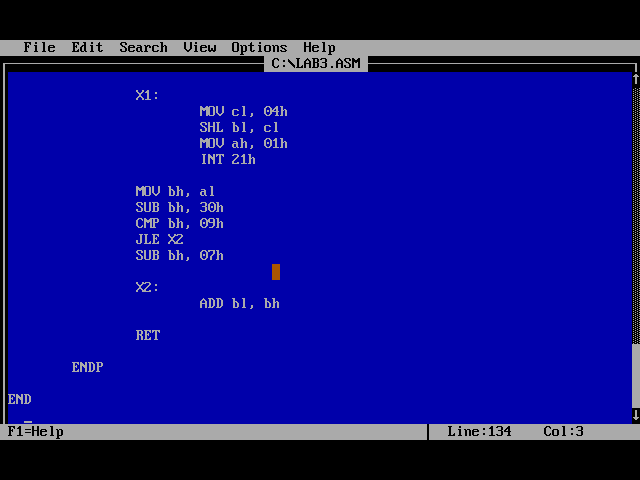 File Edit Search View Options Help
C:\LAB3.ASM
X1:
MOV cl, 04h
SHL bl, cl
MOV ah, 01h
INT 21h
MOV bh, al
SUB bh, 30h
CMP bh, 09h
JLE X2
SUB bh, 07h
X2:
ADD bl, bh
RET
ENDP
END
F1=Help Line:134 Col:3